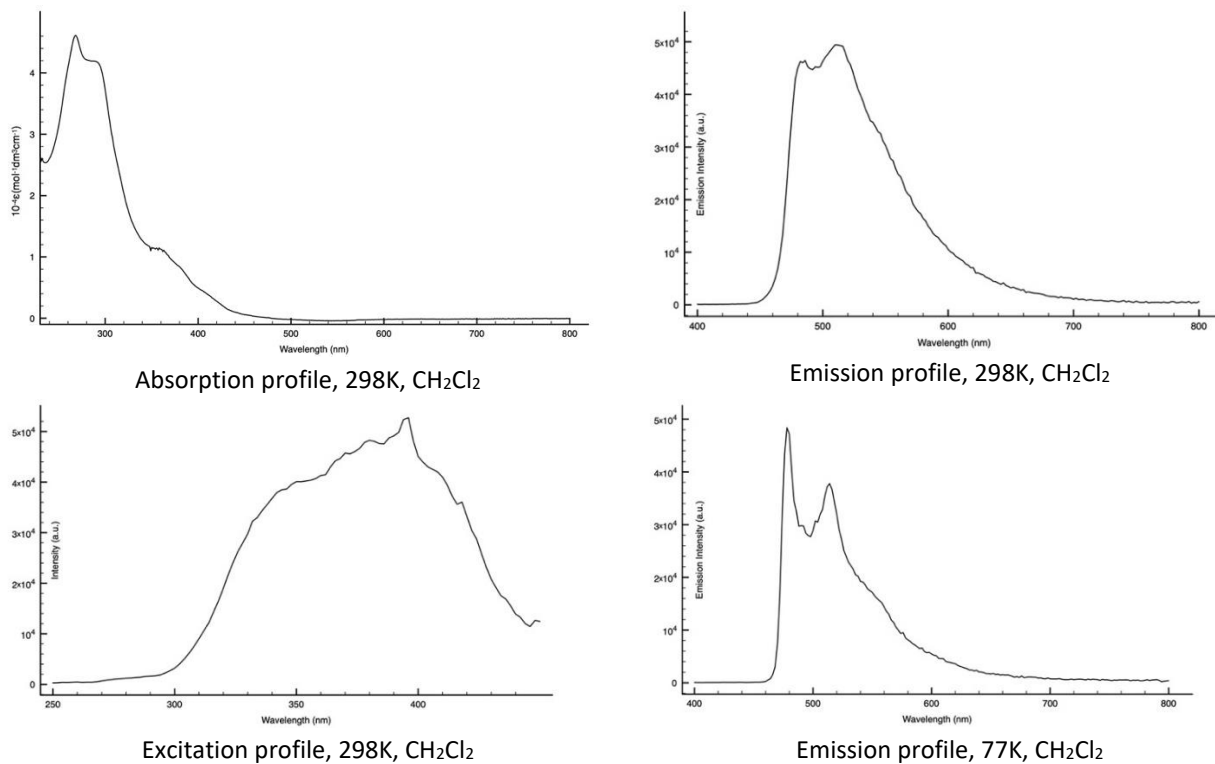 4
3
2
1
0
10⁻⁴ε(mol⁻¹dm³cm⁻¹)
300 400 500 600 700 800
Wavelength (nm)
Absorption profile, 298K, CH₂Cl₂
5×10⁴
4×10⁴
3×10⁴
2×10⁴
10⁴
0
Emission Intensity (a.u.)
400 500 600 700 800
Wavelength (nm)
Emission profile, 298K, CH₂Cl₂
5×10⁴
4×10⁴
3×10⁴
2×10⁴
10⁴
0
Intensity (a.u.)
250 300 350 400
Wavelength (nm)
Excitation profile, 298K, CH₂Cl₂
5×10⁴
4×10⁴
3×10⁴
2×10⁴
10⁴
0
Emission Intensity (a.u.)
400 500 600 700 800
Wavelength (nm)
Emission profile, 77K, CH₂Cl₂